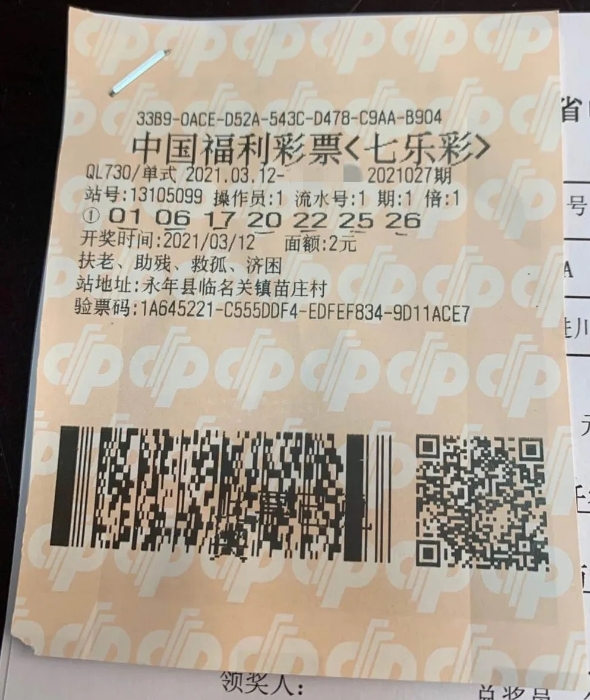 33B9-0ACE-D52A-543C-D478-C9AA-B904
中国福利彩票<七乐彩>
QL730/单式 2021.03.12- 2021027期
站号:13105099 操作员:1 流水号:1 期:1 倍:1
① 01 06 17 20 22 25 26
开奖时间:2021/03/12 面额:2元
扶老、助残、救孤、济困
站地址:永年县临名关镇苗庄村
验票码:1A645221-C555DDF4-EDFEF834-9D11ACE7
省
号
A
元
领奖人:
总奖员